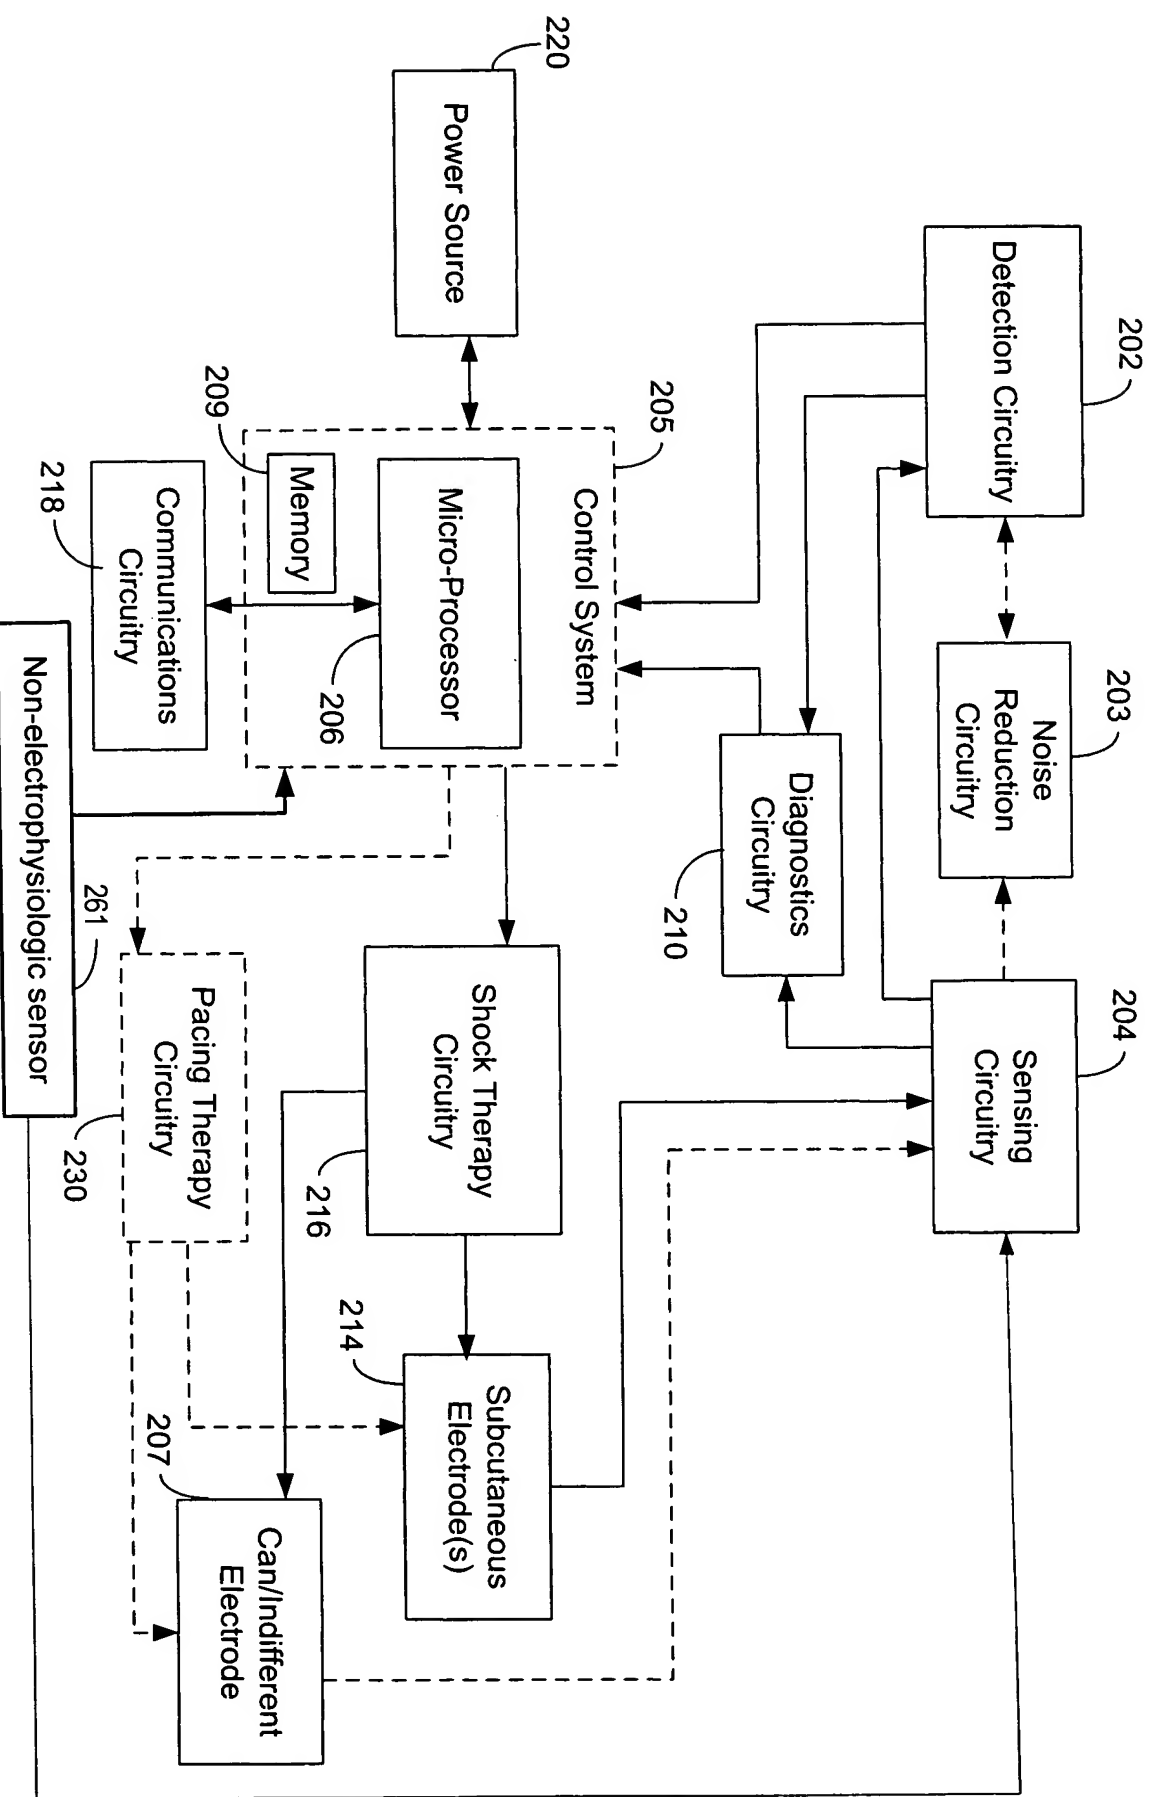 202
Detection Circuitry
203
Noise
Reduction
Circuitry
204
Sensing
Circuitry
Diagnostics
Circuitry
210
220
Power Source
205
Control System
Micro-Processor
206
209
Memory
218
Communications
Circuitry
Shock Therapy
Circuitry
216
214
Subcutaneous
Electrode(s)
Pacing Therapy
Circuitry
230
207
Can/Indifferent
Electrode
261
Non-electrophysiologic sensor